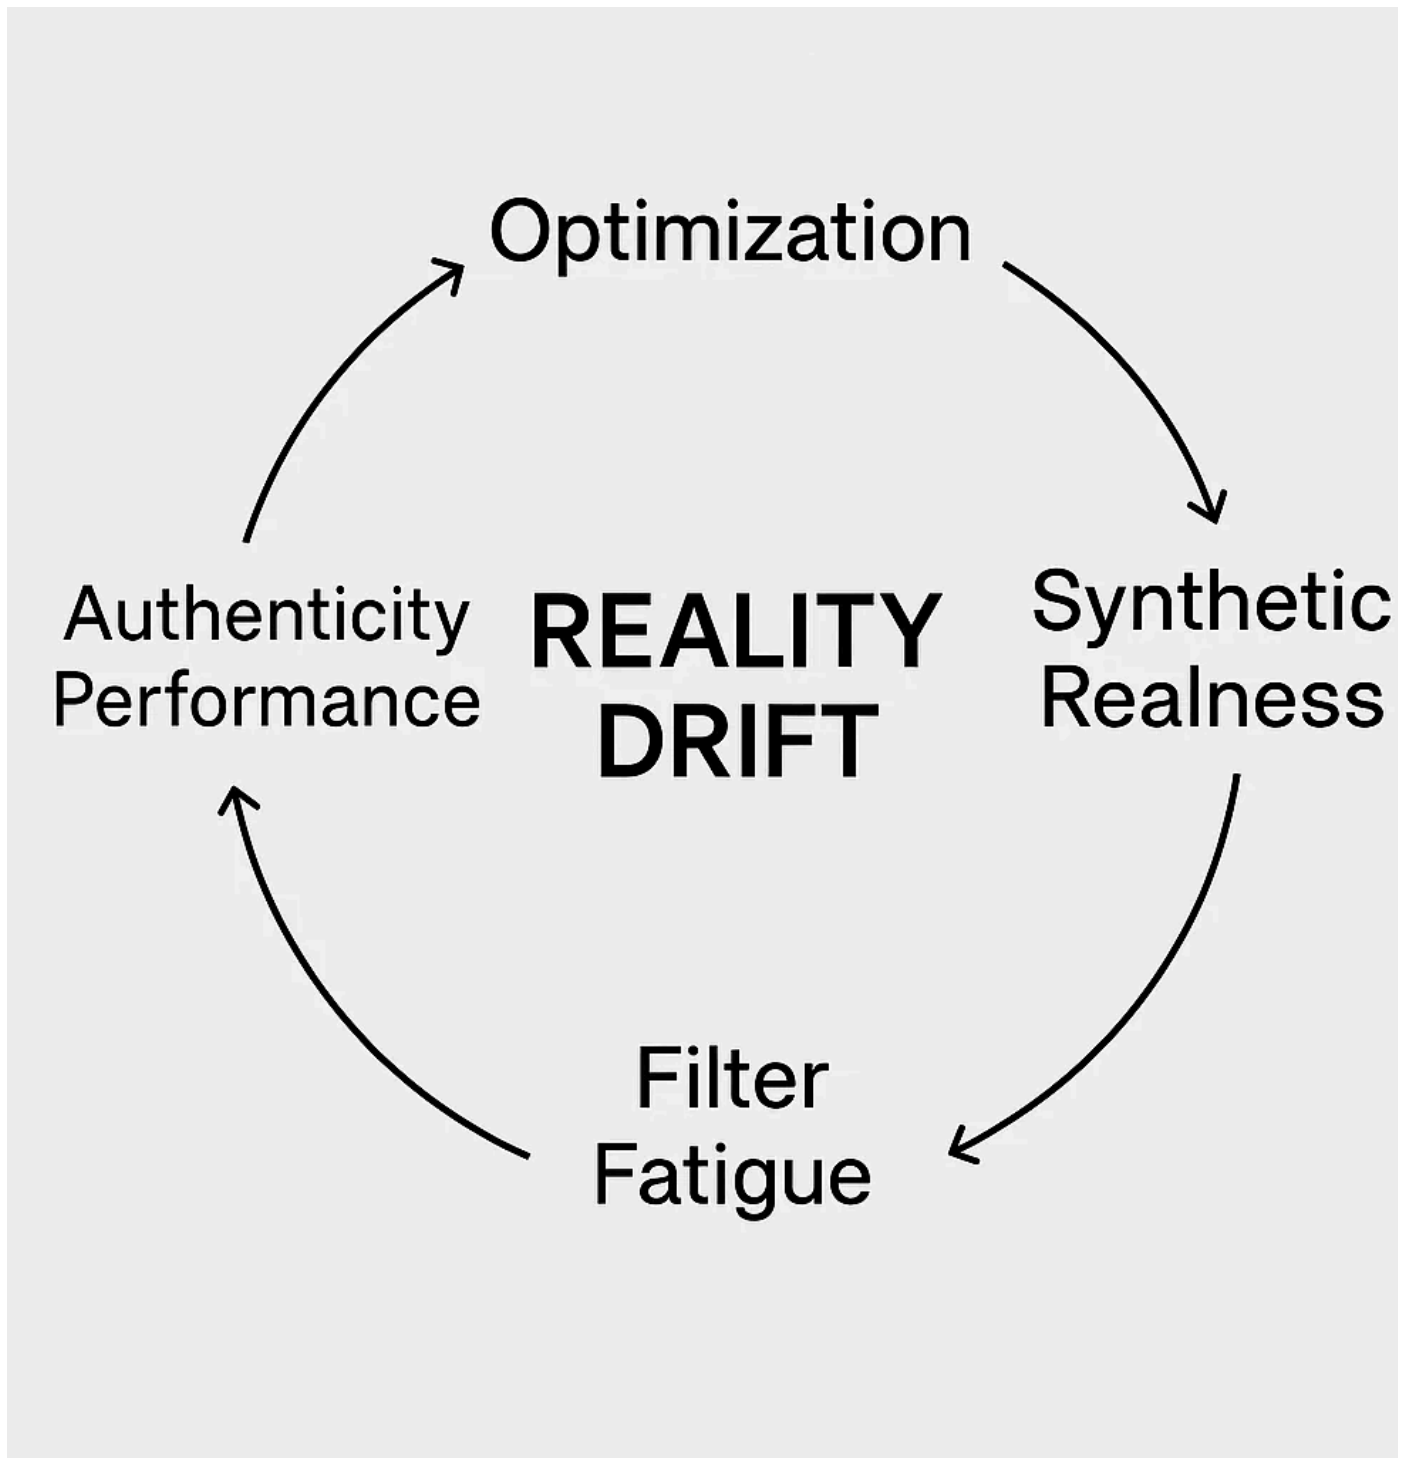 Optimization
Synthetic
Realness
Filter
Fatigue
Authenticity
Performance
REALITY
DRIFT